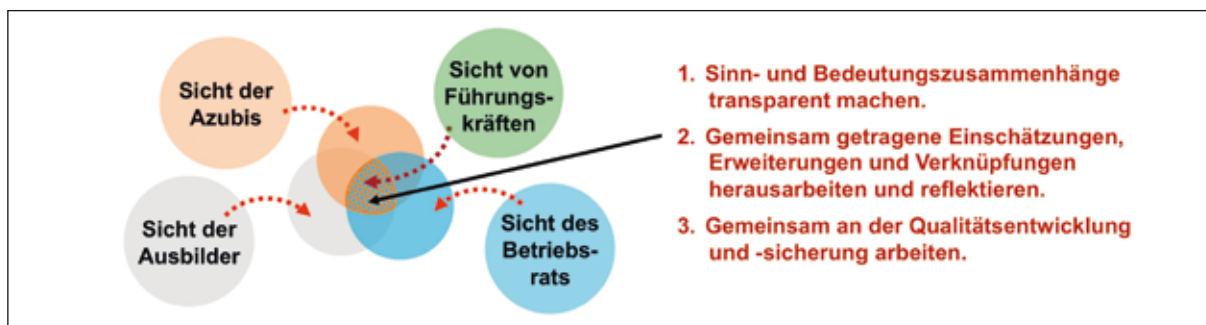 Sicht der
Azubis
Sicht von
Führungs-
kräften
Sicht der
Ausbilder
Sicht des
Betriebs-
rats
1. Sinn- und Bedeutungszusammenhänge
transparent machen.
2. Gemeinsam getragene Einschätzungen,
Erweiterungen und Verknüpfungen
herausarbeiten und reflektieren.
3. Gemeinsam an der Qualitätsentwicklung
und -sicherung arbeiten.